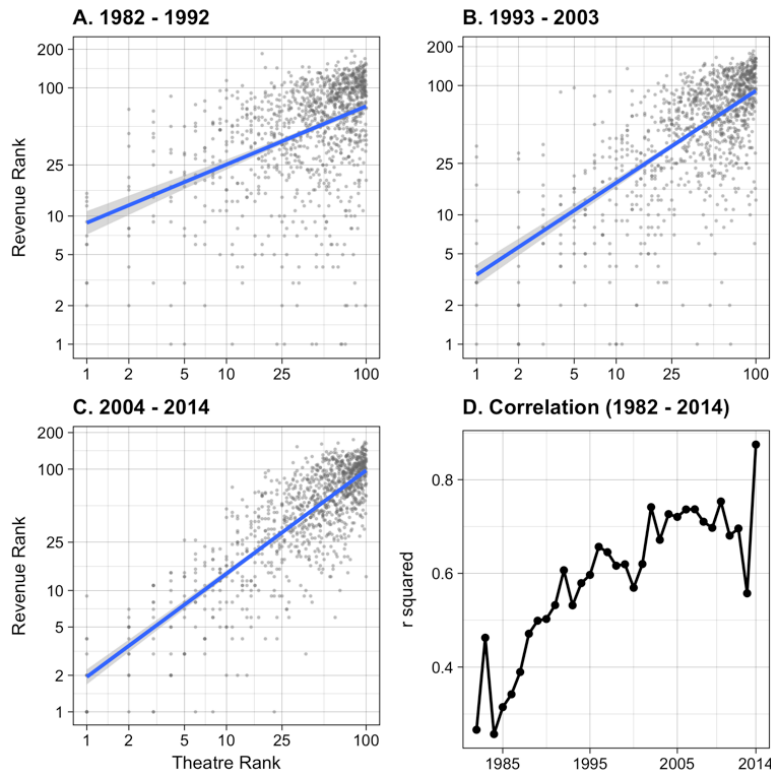 A. 1982 - 1992
200
100
25
10
5
2
1
Revenue Rank
1 2 5 10 25 100
B. 1993 - 2003
200
100
25
10
5
2
1
1 2 5 10 25 100
C. 2004 - 2014
200
100
25
10
5
2
1
Revenue Rank
1 2 5 10 25 100
Theatre Rank
D. Correlation (1982 - 2014)
0.8
0.6
0.4
r squared
1985 1995 2005 2014